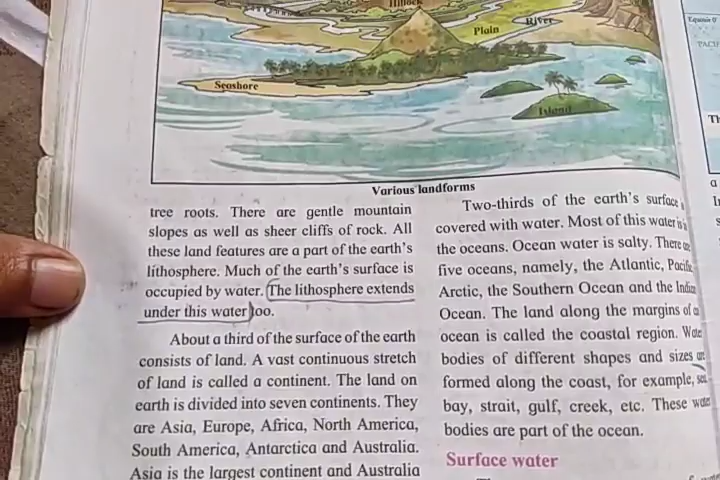 Hillock
Plain
River
Seashore
Island
Various landforms
tree roots. There are gentle mountain
slopes as well as sheer cliffs of rock. All
these land features are a part of the earth's
lithosphere. Much of the earth's surface is
occupied by water. The lithosphere extends
under this water too.
About a third of the surface of the earth
consists of land. A vast continuous stretch
of land is called a continent. The land on
earth is divided into seven continents. They
are Asia, Europe, Africa, North America,
South America, Antarctica and Australia.
Asia is the largest continent and Australia
Two-thirds of the earth's surface
covered with water. Most of this water is
the oceans. Ocean water is salty. There are
five oceans, namely, the Atlantic, Pacific
Arctic, the Southern Ocean and the Indian
Ocean. The land along the margins of
ocean is called the coastal region. Water
bodies of different shapes and sizes are
formed along the coast, for example, sea
bay, strait, gulf, creek, etc. These water
bodies are part of the ocean.
Surface water